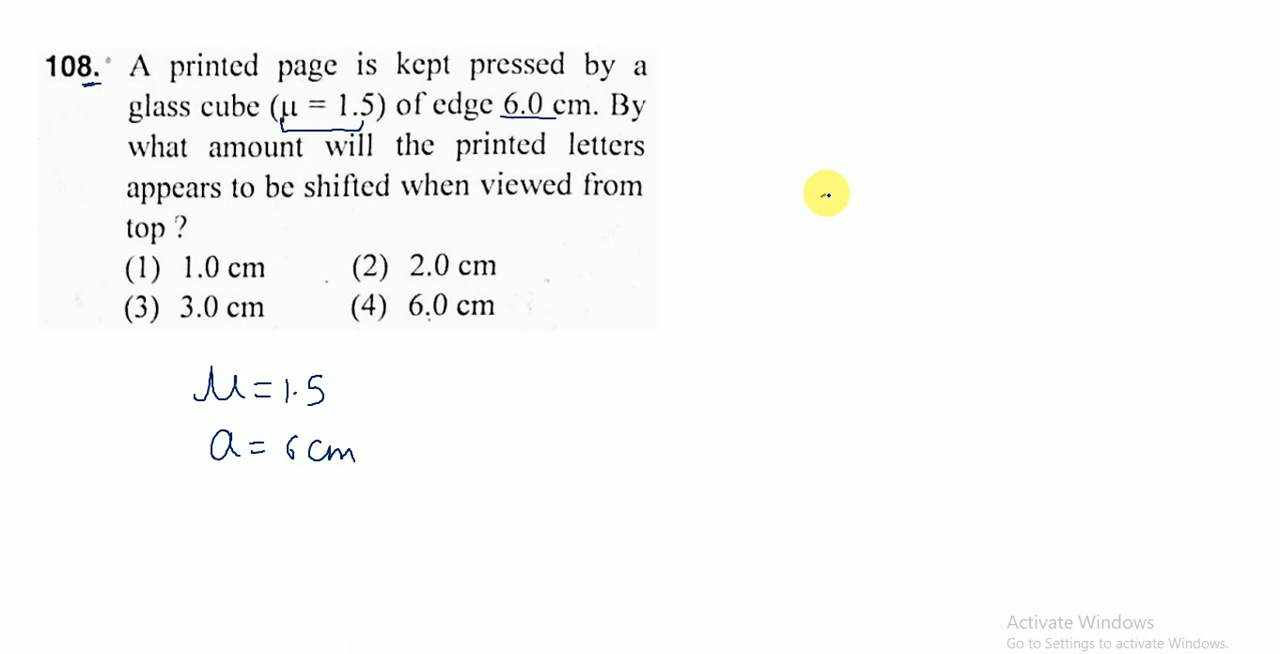 108. A printed page is kept pressed by a
glass cube (μ = 1.5) of edge 6.0 cm. By
what amount will the printed letters
appears to be shifted when viewed from
top ?
(1) 1.0 cm (2) 2.0 cm
(3) 3.0 cm (4) 6.0 cm
μ = 1.5
a = 6 cm
Activate Windows
Go to Settings to activate Windows.